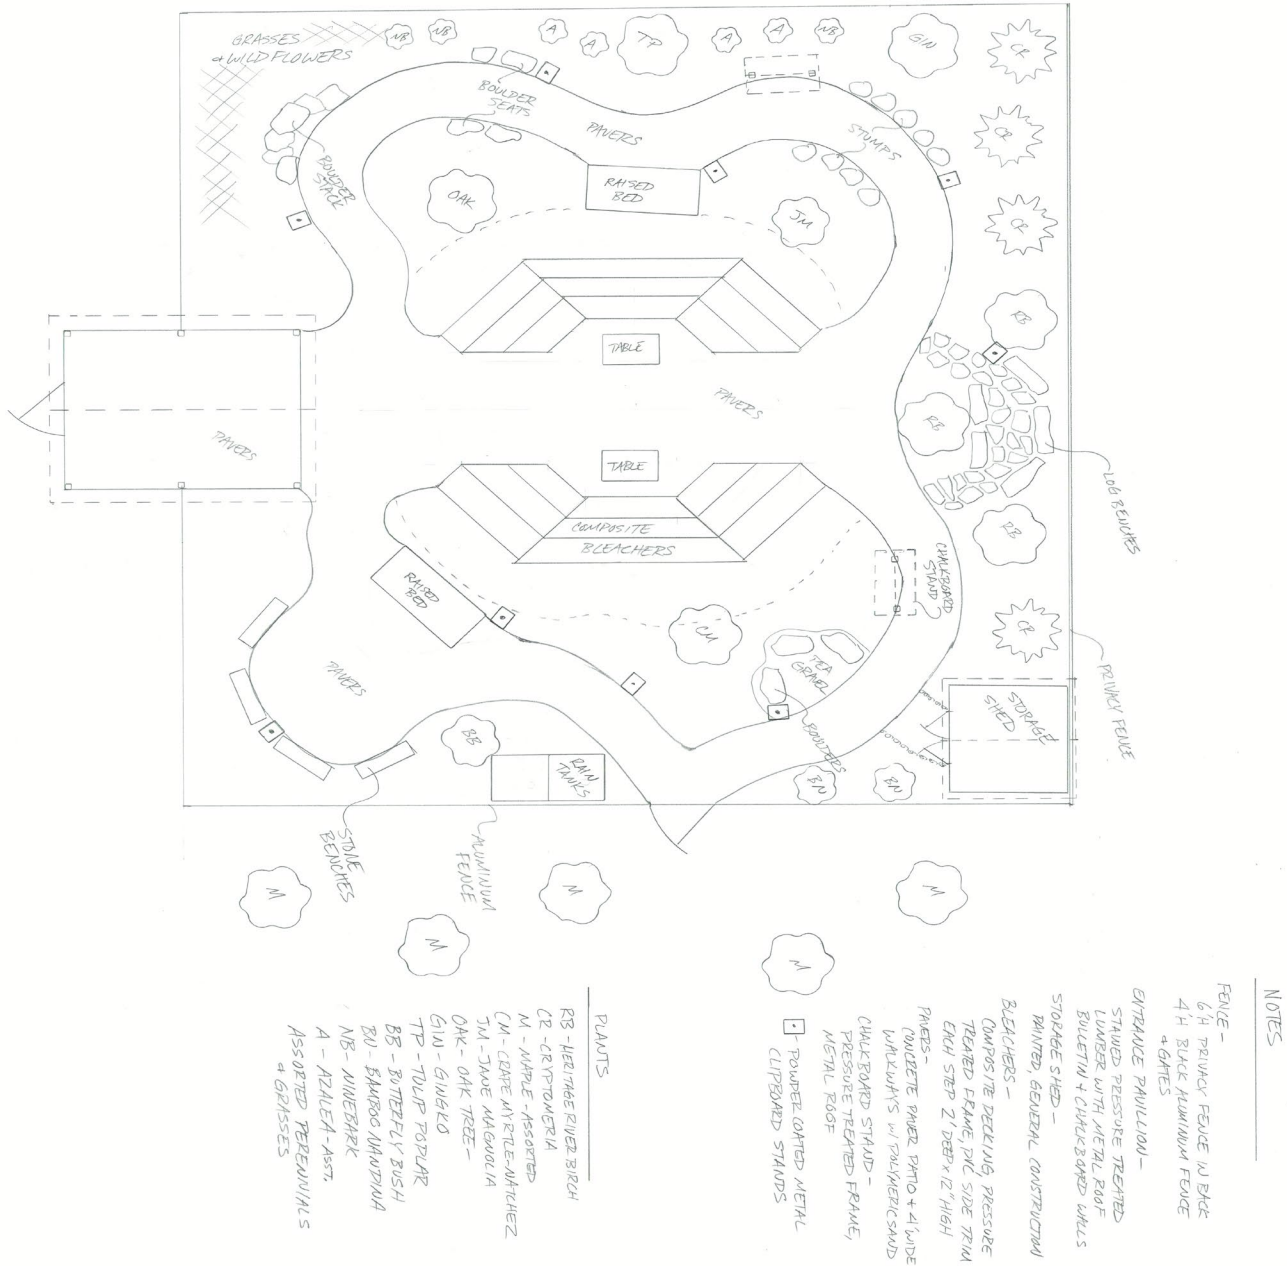 GRASSES
& WILDFLOWERS
NB
NB
A
A
TP
A
A
NB
GIN
CR
CR
CR
BOULDER
SEATS
PAVERS
STUMPS
BOULDER
STACK
OAK
RAISED
BED
JM
RB
TABLE
PAVERS
RB
LOG BENCHES
PAVERS
TABLE
COMPOSITE
BLEACHERS
RB
CHALKBOARD
STAND
RAISED
BED
CM
PEA
GRAVEL
CR
PRIVACY FENCE
PAVERS
BOULDERS
STORAGE
SHED
BB
RAIN
TANKS
BN
BN
STONE
BENCHES
ALUMINUM
FENCE
M
M
M
M
M
NOTES
FENCE -
6'H PRIVACY FENCE IN BACK
4'H BLACK ALUMINUM FENCE
& GATES
ENTRANCE PAVILLION -
STAINED PRESSURE TREATED
LUMBER WITH METAL ROOF
BULLETIN + CHALKBOARD WALLS
STORAGE SHED -
PAINTED, GENERAL CONSTRUCTION
BLEACHERS -
COMPOSITE DECKING, PRESSURE
TREATED FRAME, PVC SIDE TRIM
EACH STEP 2' DEEP x 12" HIGH
PAVERS -
CONCRETE PAVER PATIO + 4' WIDE
WALKWAYS W/ POLYMERIC SAND
CHALKBOARD STAND -
PRESSURE TREATED FRAME,
METAL ROOF
- POWDER COATED METAL
CLIPBOARD STANDS
PLANTS
RB - HERITAGE RIVER BIRCH
CR - CRYPTOMERIA
M - MAPLE - ASSORTED
CM - CRAPE MYRTLE - NATCHEZ
JM - JANE MAGNOLIA
OAK - OAK TREE -
GIN - GINGKO
TP - TULIP POPLAR
BB - BUTTERFLY BUSH
BN - BAMBOO NANDINA
NB - NINEBARK
A - AZALEA - ASST.
ASSORTED PERENNIALS
& GRASSES